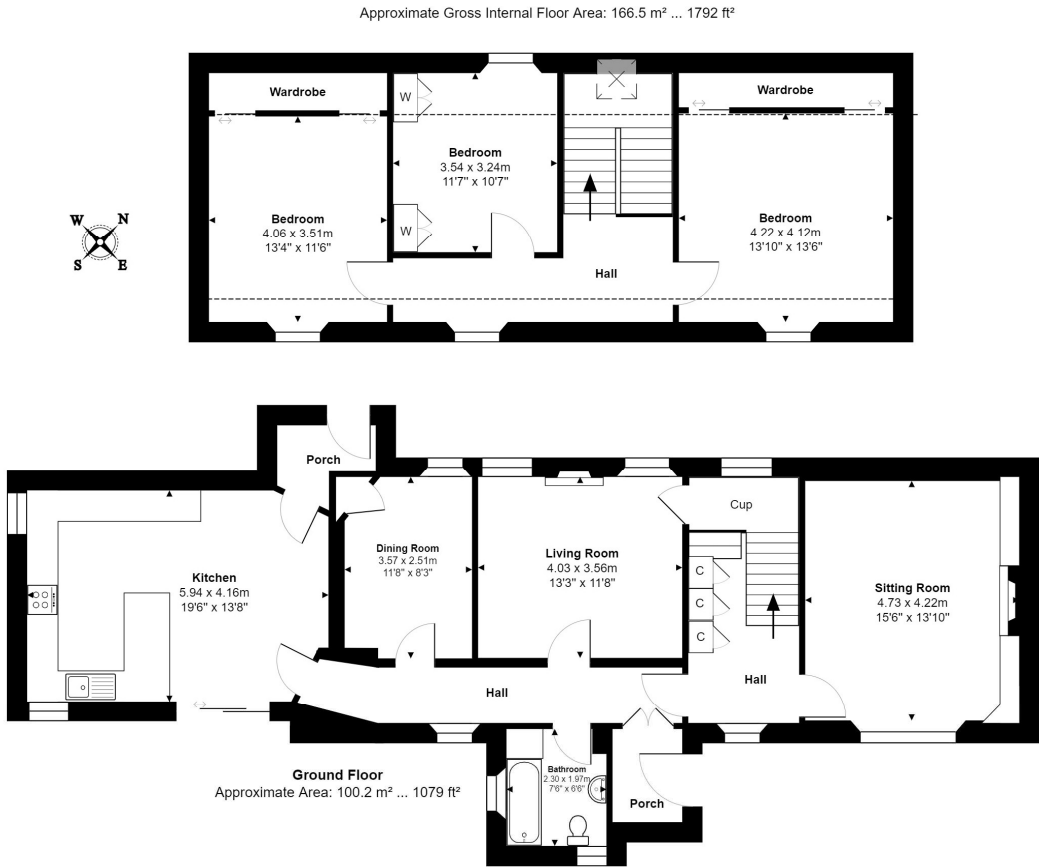 Approximate Gross Internal Floor Area: 166.5 m² ... 1792 ft²
Wardrobe
W
Bedroom
3.54 x 3.24m
11'7" x 10'7"
W
Wardrobe
Bedroom
4.06 x 3.51m
13'4" x 11'6"
Bedroom
4.22 x 4.12m
13'10" x 13'6"
Hall
W N
S E
Porch
Cup
Kitchen
5.94 x 4.16m
19'6" x 13'8"
Dining Room
3.57 x 2.51m
11'8" x 8'3"
Living Room
4.03 x 3.56m
13'3" x 11'8"
C
C
C
Sitting Room
4.73 x 4.22m
15'6" x 13'10"
Hall
Hall
Bathroom
2.30 x 1.97m
7'6" x 6'6"
Porch
Ground Floor
Approximate Area: 100.2 m² ... 1079 ft²